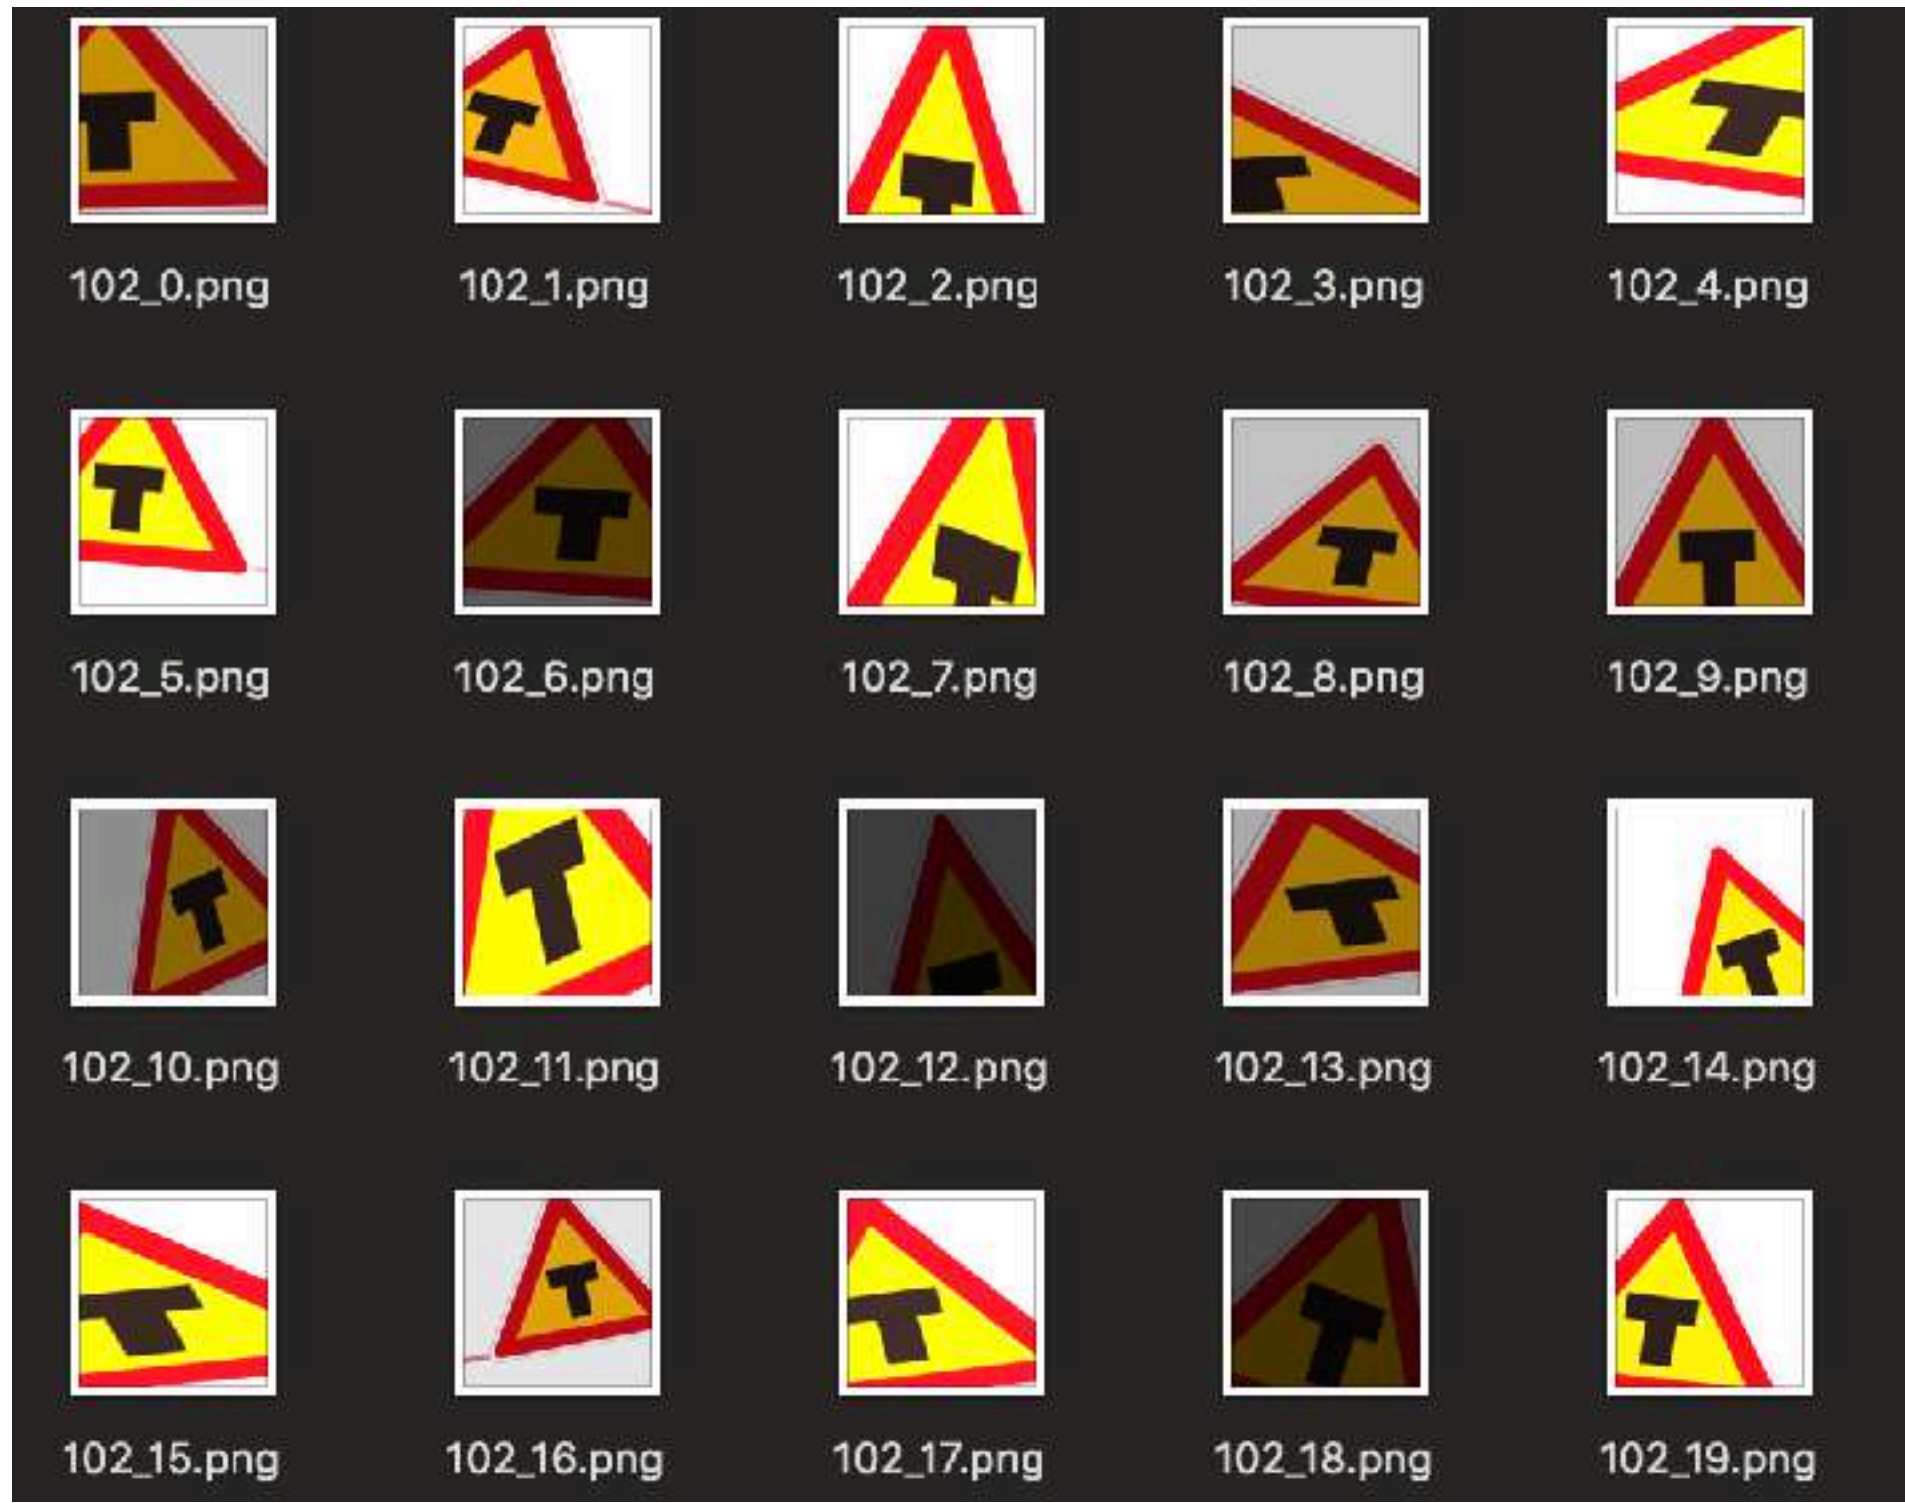 102_0.png 102_1.png 102_2.png 102_3.png 102_4.png
102_5.png 102_6.png 102_7.png 102_8.png 102_9.png
102_10.png 102_11.png 102_12.png 102_13.png 102_14.png
102_15.png 102_16.png 102_17.png 102_18.png 102_19.png